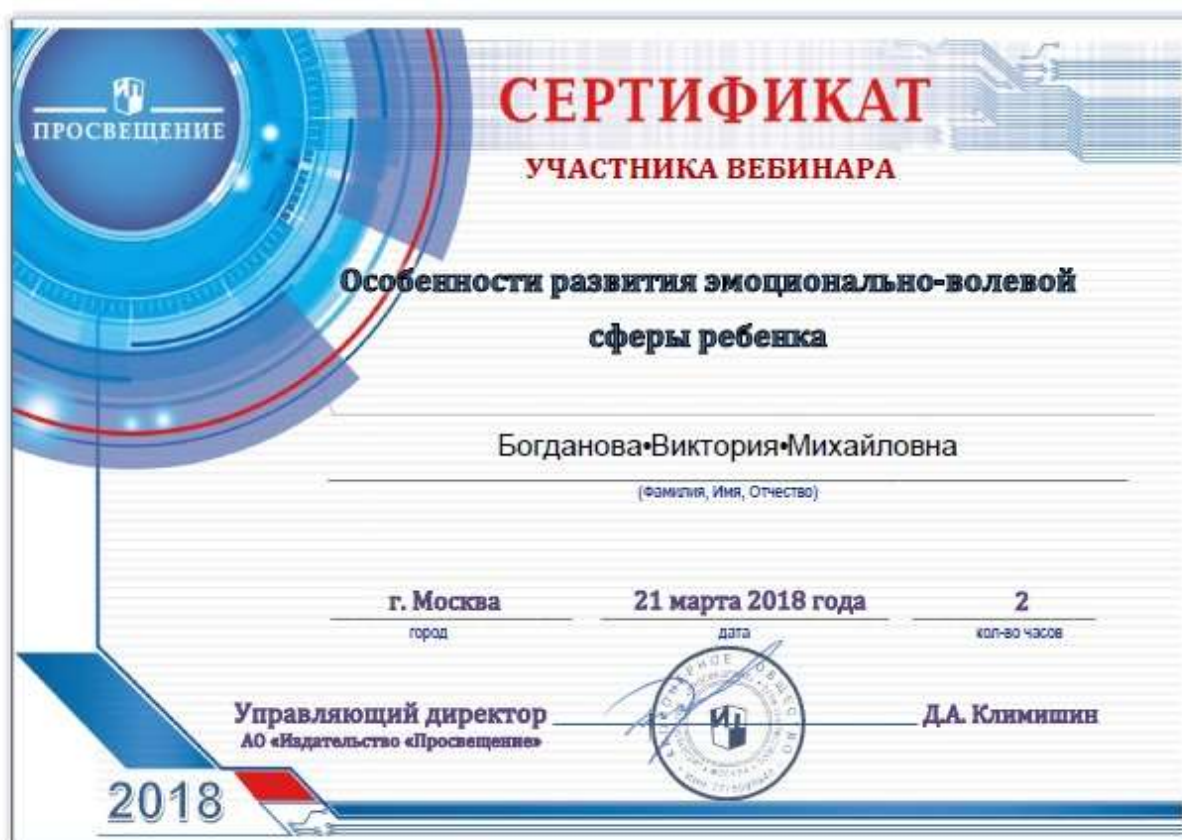 ПРОСВЕЩЕНИЕ
СЕРТИФИКАТ
УЧАСТНИКА ВЕБИНАРА
Особенности развития эмоционально-волевой
сферы ребенка
Богданова•Виктория•Михайловна
(Фамилия, Имя, Отчество)
г. Москва 21 марта 2018 года 2
город дата кол-во часов
Управляющий директор Д.А. Климишин
АО «Издательство «Просвещение»
2018